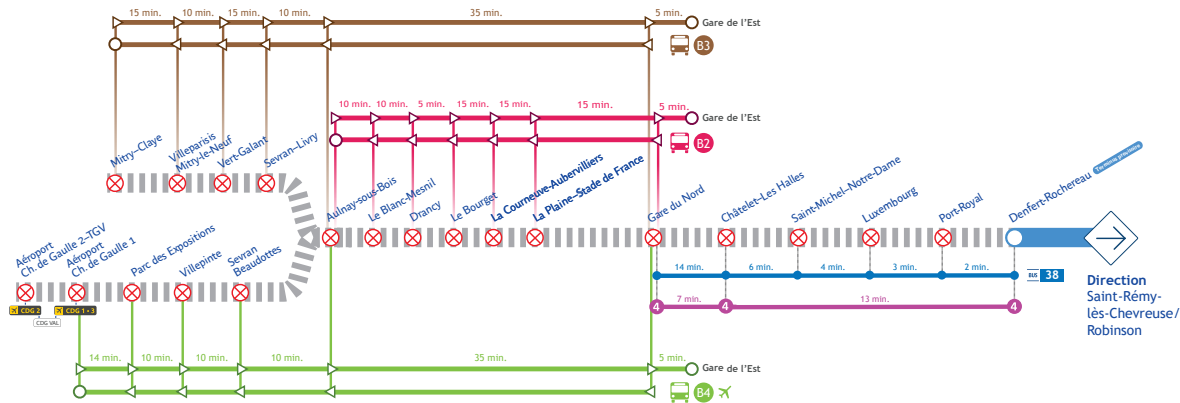 15 min.
10 min.
15 min.
10 min.
35 min.
5 min.
Gare de l'Est
B3
10 min.
10 min.
5 min.
15 min.
15 min.
15 min.
5 min.
Gare de l'Est
B2
Mitry–Claye
Villeparisis
Mitry-le-Neuf
Vert-Galant
Sevran–Livry
Aulnay-sous-Bois
Le Blanc-Mesnil
Drancy
Le Bourget
La Courneuve-Aubervilliers
La Plaine–Stade de France
Gare du Nord
Châtelet–Les Halles
Saint-Michel–Notre-Dame
Luxembourg
Port-Royal
Denfert-Rochereau
Terminus provisoire
Aéroport
Ch. de Gaulle 2–TGV
Aéroport
Ch. de Gaulle 1
Parc des Expositions
Villepinte
Sevran
Beaudottes
CDG 2
CDG 1 • 3
CDG VAL
14 min.
6 min.
4 min.
3 min.
2 min.
BUS 38
4
7 min.
4
13 min.
4
Direction
Saint-Rémy-
lès-Chevreuse/
Robinson
14 min.
10 min.
10 min.
10 min.
35 min.
5 min.
Gare de l'Est
B4